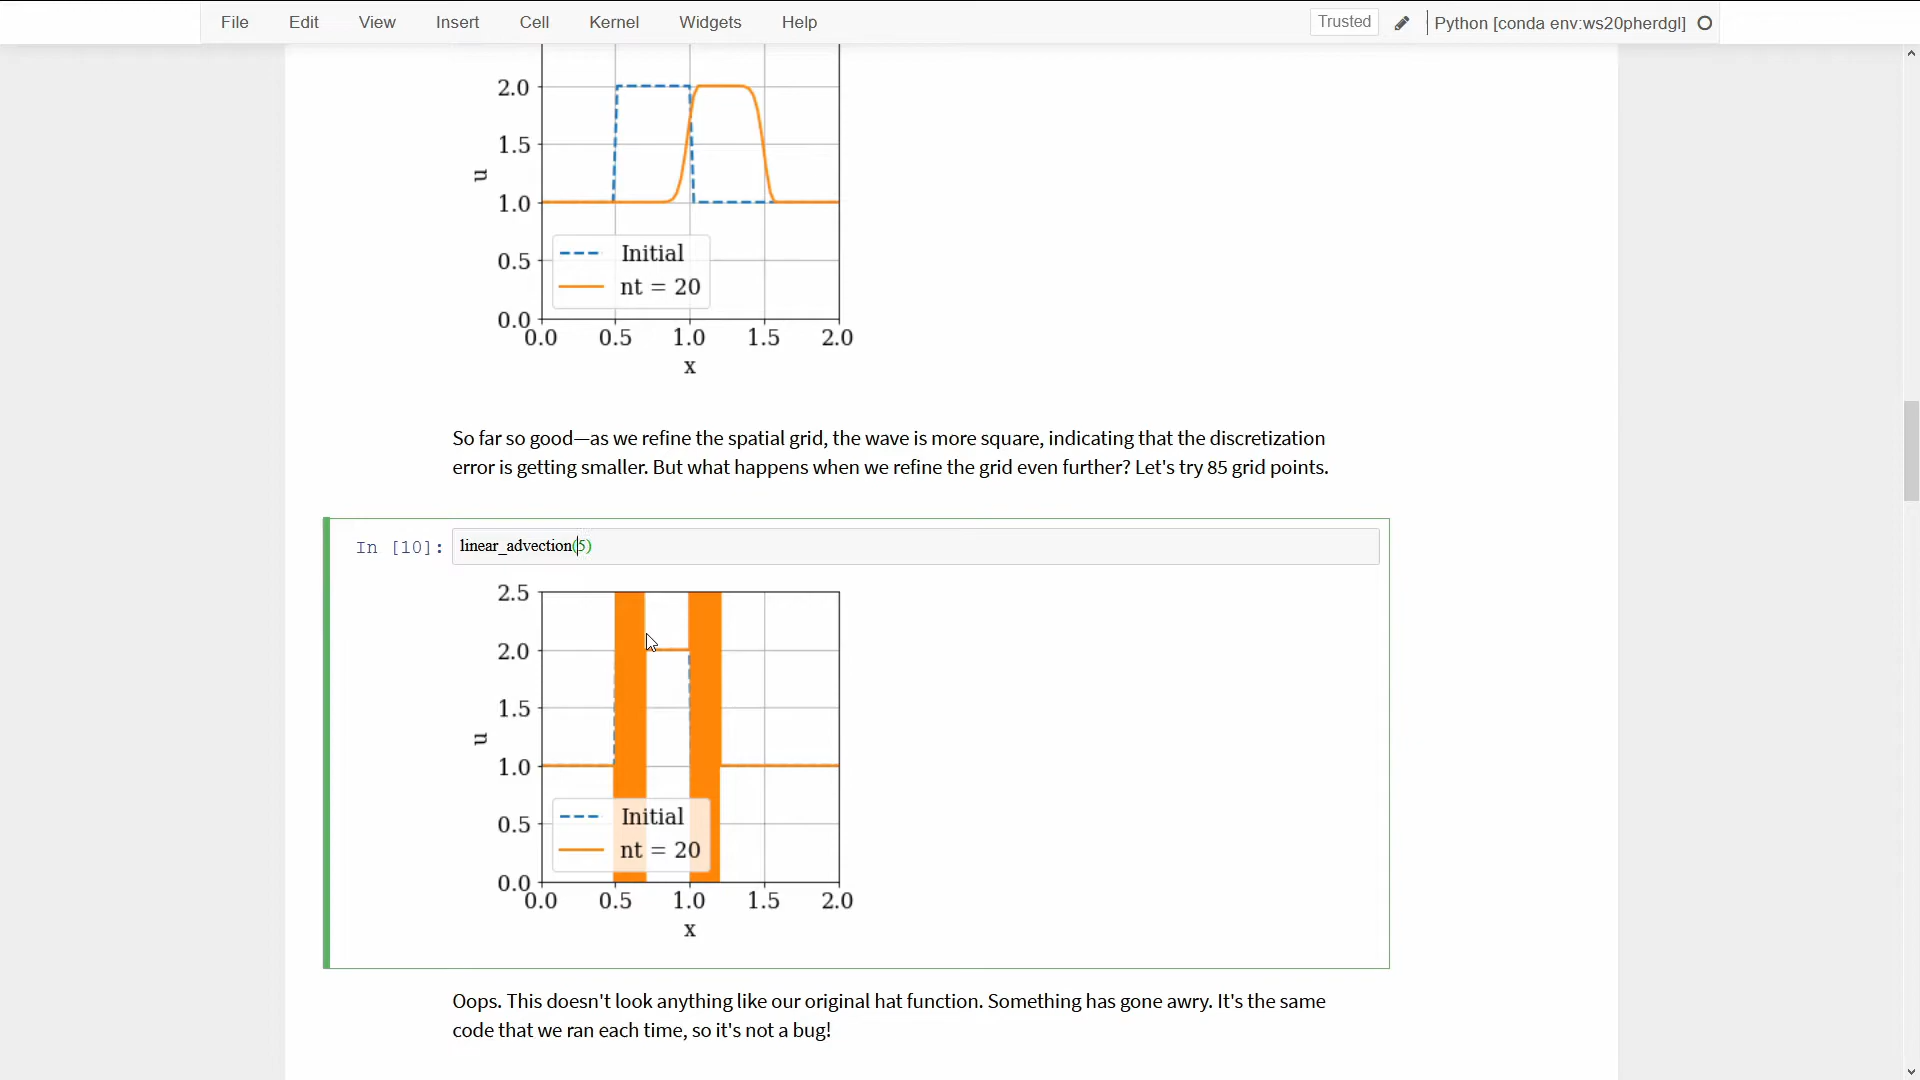 File Edit View Insert Cell Kernel Widgets Help Trusted Python [conda env:ws20pherdgl]
2.0
1.5
u
1.0
0.5
0.0
Initial
nt = 20
0.0 0.5 1.0 1.5 2.0
x
So far so good—as we refine the spatial grid, the wave is more square, indicating that the discretization
error is getting smaller. But what happens when we refine the grid even further? Let's try 85 grid points.
In [10]: linear_advection(5)
2.5
2.0
1.5
u
1.0
0.5
0.0
Initial
nt = 20
0.0 0.5 1.0 1.5 2.0
x
Oops. This doesn't look anything like our original hat function. Something has gone awry. It's the same
code that we ran each time, so it's not a bug!